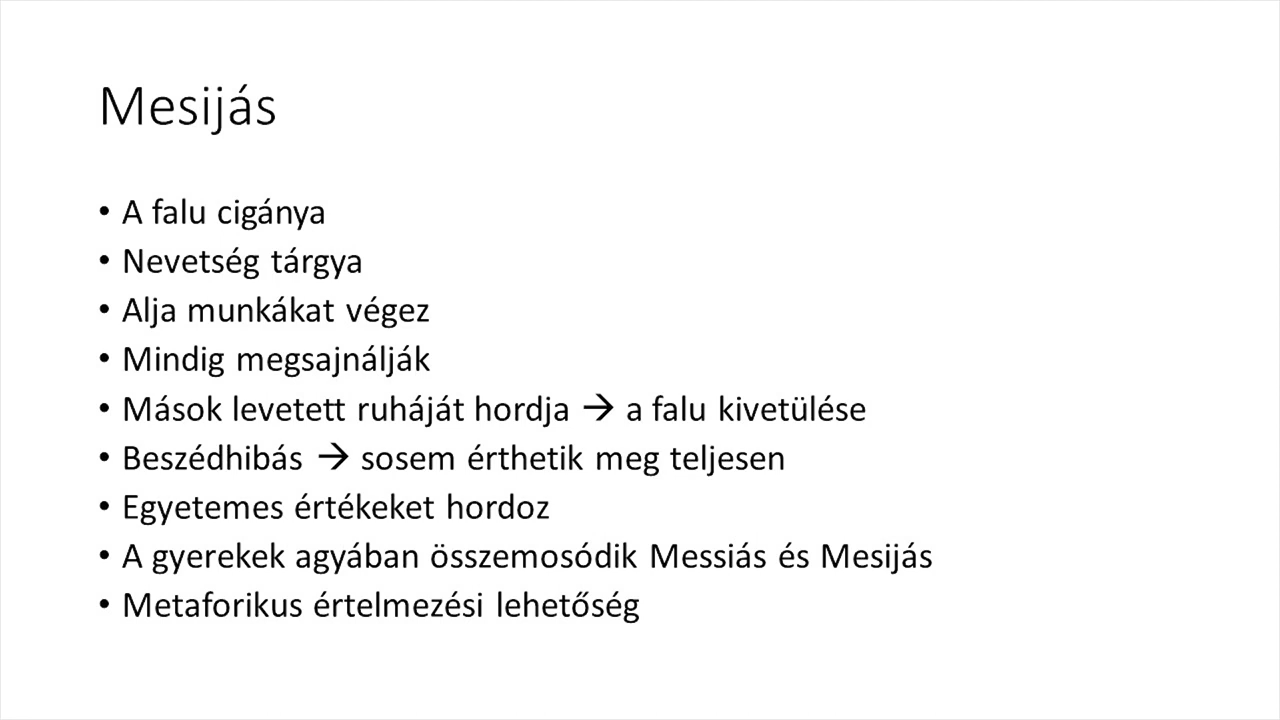 Mesijás
• A falu cigánya
• Nevetség tárgya
• Alja munkákat végez
• Mindig megsajnálják
• Mások levetett ruháját hordja → a falu kivetülése
• Beszédhibás → sosem érthetik meg teljesen
• Egyetemes értékeket hordoz
• A gyerekek agyában összemosódik Messiás és Mesijás
• Metaforikus értelmezési lehetőség